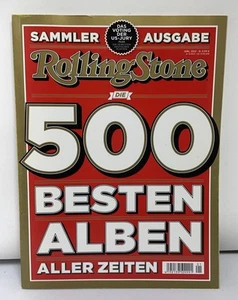 SAMMLER AUSGABE
DAS
VOTING
DER
US-JURY
Rolling Stone
DIE
500
BESTEN
ALBEN
ALLER ZEITEN